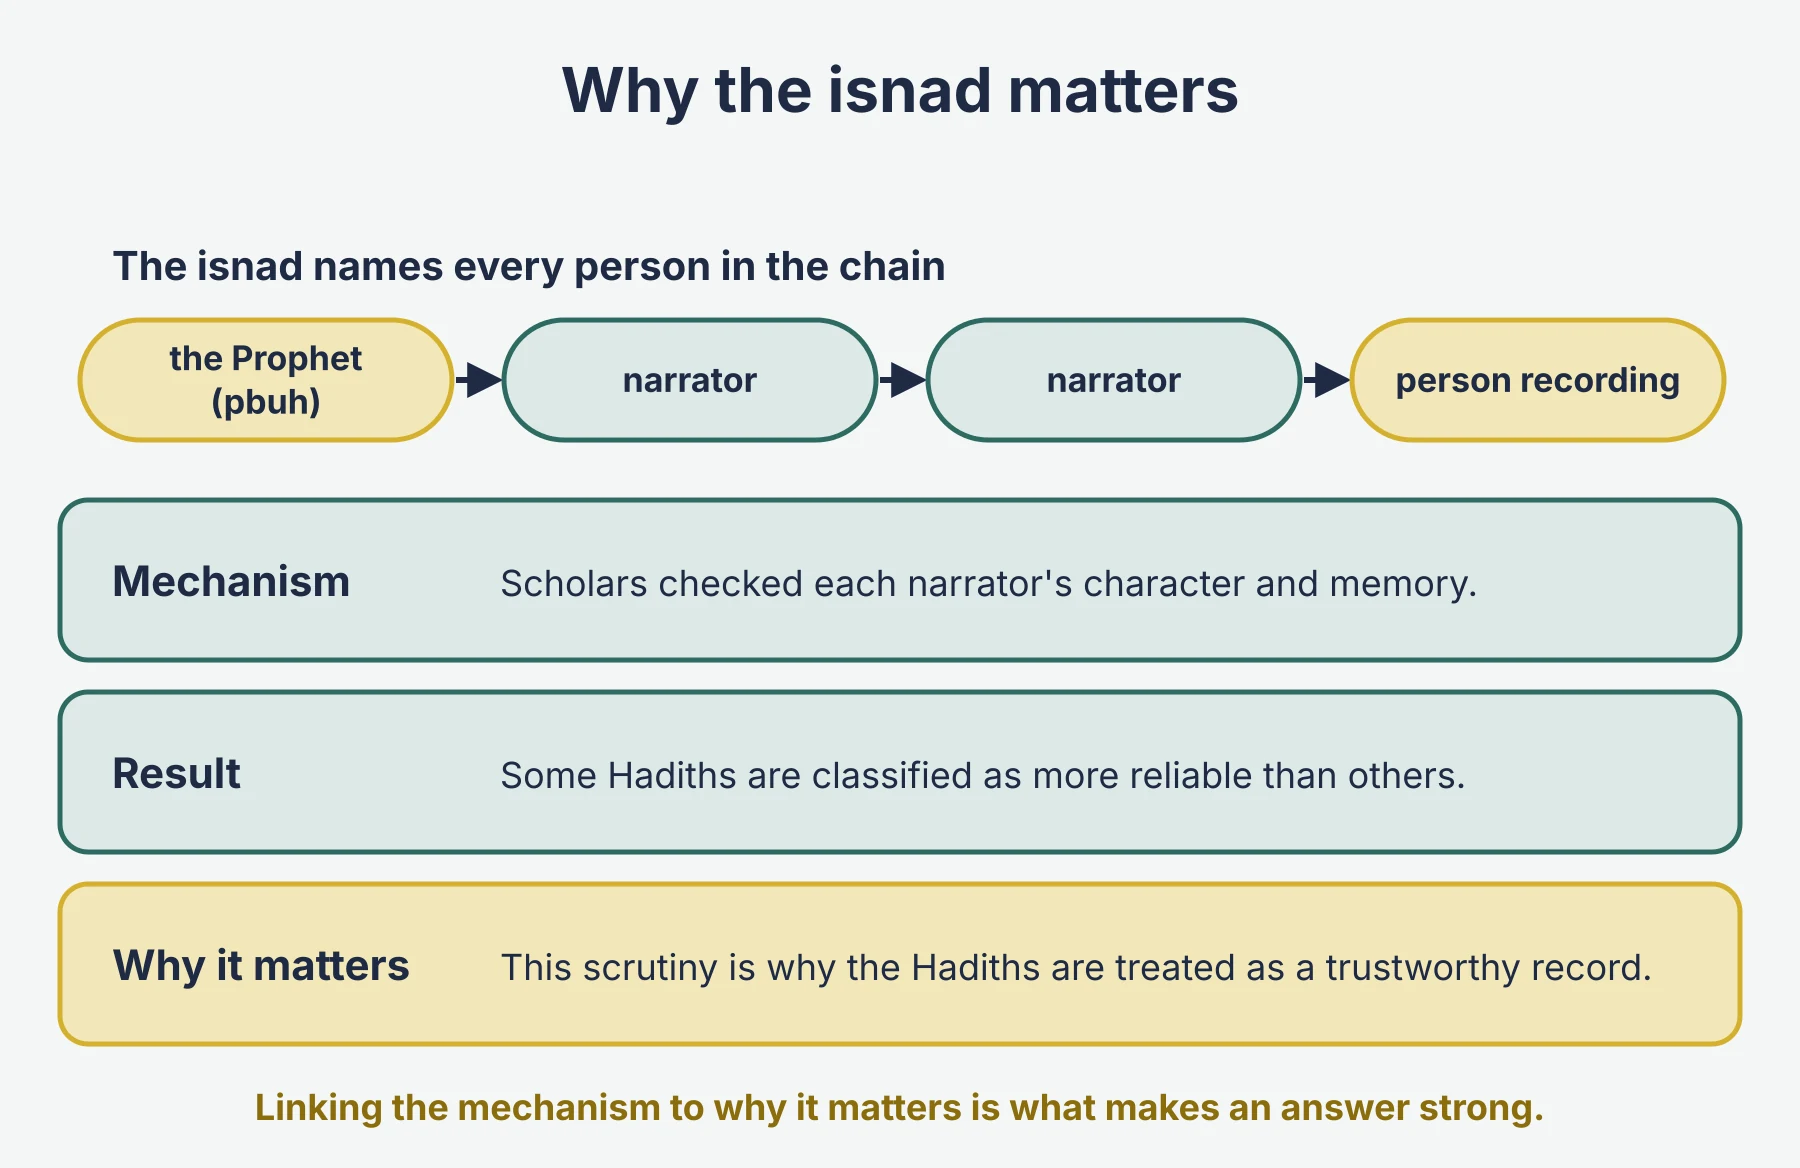 Why the isnad matters
The isnad names every person in the chain
the Prophet
(pbuh)
narrator
narrator
person recording
Mechanism
Scholars checked each narrator's character and memory.
Result
Some Hadiths are classified as more reliable than others.
Why it matters
This scrutiny is why the Hadiths are treated as a trustworthy record.
Linking the mechanism to why it matters is what makes an answer strong.